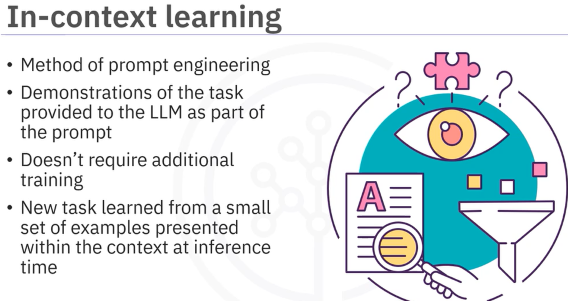 In-context learning
• Method of prompt engineering
• Demonstrations of the task
provided to the LLM as part of
the prompt
• Doesn't require additional
training
• New task learned from a small
set of examples presented
within the context at inference
time
? ?
A